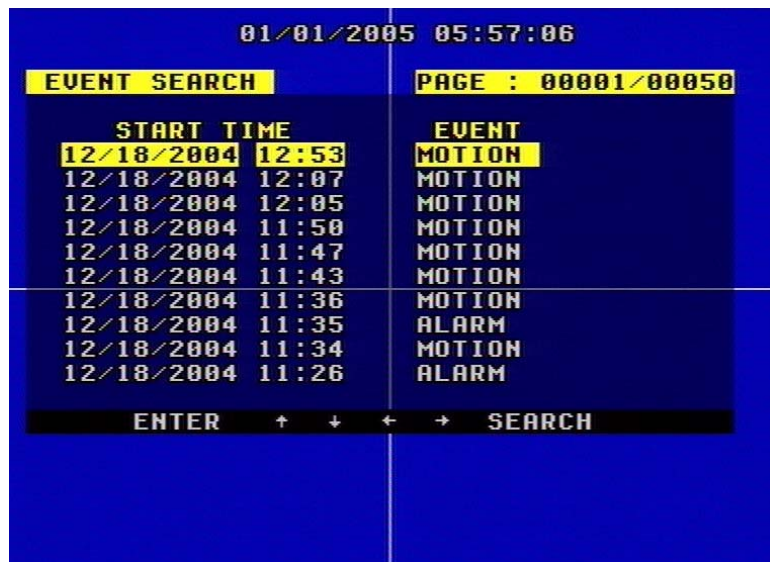 01/01/2005 05:57:06
EVENT SEARCH PAGE : 00001/00050
START TIME EVENT
12/18/2004 12:53 MOTION
12/18/2004 12:07 MOTION
12/18/2004 12:05 MOTION
12/18/2004 11:50 MOTION
12/18/2004 11:47 MOTION
12/18/2004 11:43 MOTION
12/18/2004 11:36 MOTION
12/18/2004 11:35 ALARM
12/18/2004 11:34 MOTION
12/18/2004 11:26 ALARM
ENTER ↑ ↓ ← → SEARCH